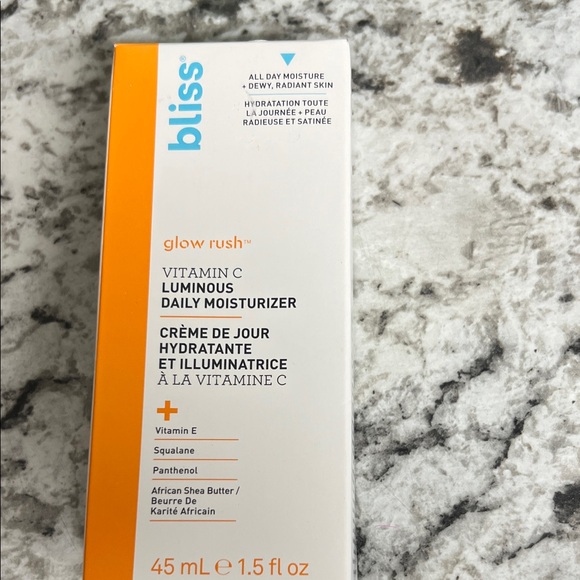 bliss®
ALL DAY MOISTURE
+ DEWY, RADIANT SKIN
HYDRATATION TOUTE
LA JOURNÉE + PEAU
RADIEUSE ET SATINÉE
glow rush™
VITAMIN C
LUMINOUS
DAILY MOISTURIZER
CRÈME DE JOUR
HYDRATANTE
ET ILLUMINATRICE
À LA VITAMINE C
+
Vitamin E
Squalane
Panthenol
African Shea Butter /
Beurre De
Karité Africain
45 mL ℮ 1.5 fl oz